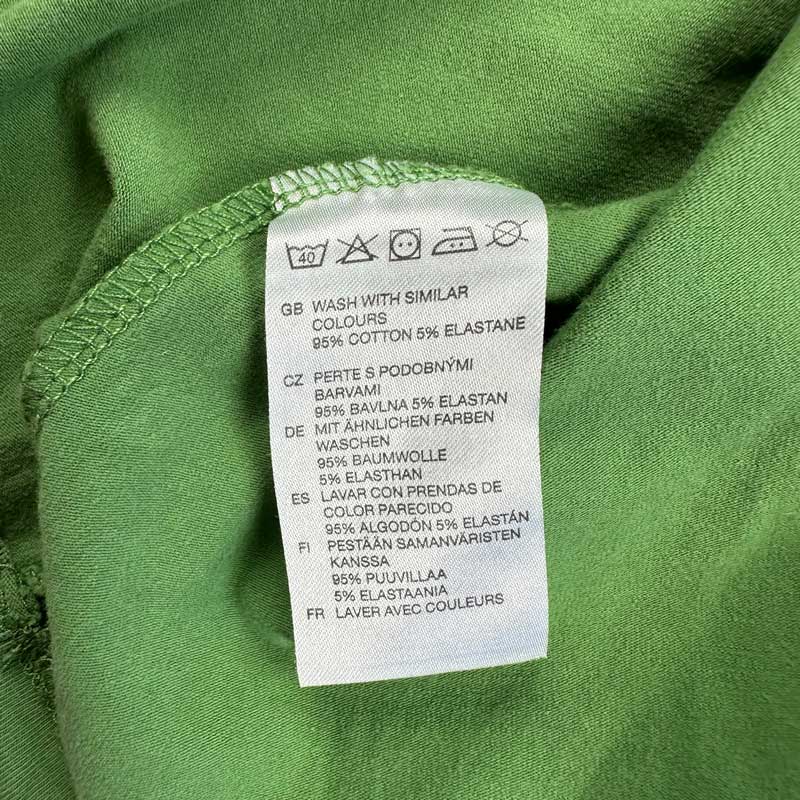 40
GB WASH WITH SIMILAR
COLOURS
95% COTTON 5% ELASTANE
CZ PERTE S PODOBNÝMI
BARVAMI
95% BAVLNA 5% ELASTAN
DE MIT ÄHNLICHEN FARBEN
WASCHEN
95% BAUMWOLLE
5% ELASTHAN
ES LAVAR CON PRENDAS DE
COLOR PARECIDO
95% ALGODÓN 5% ELASTÁN
FI PESTÄÄN SAMANVÄRISTEN
KANSSA
95% PUUVILLAA
5% ELASTAANIA
FR LAVER AVEC COULEURS